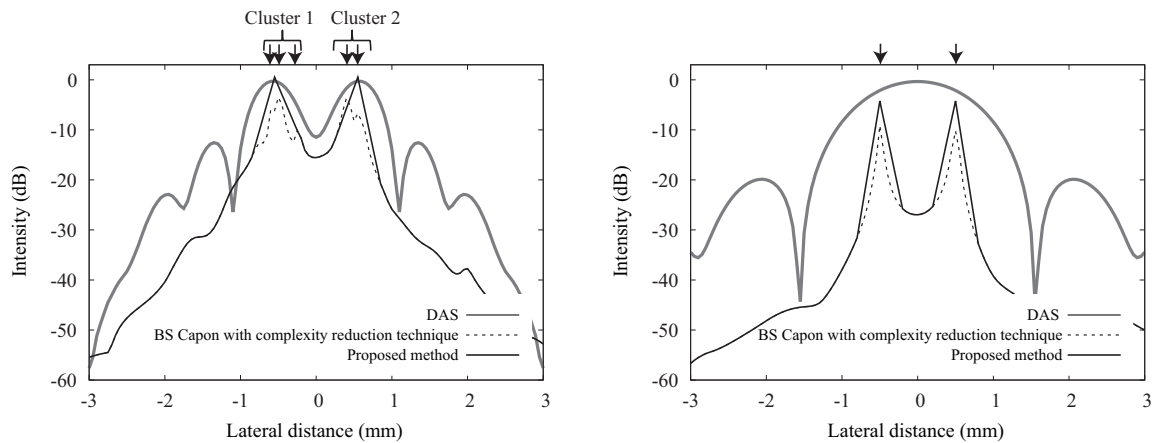 Cluster 1 Cluster 2
0
-10
-20
-30
-40
-50
-60
Intensity (dB)
DAS
BS Capon with complexity reduction technique
Proposed method
-3 -2 -1 0 1 2 3
Lateral distance (mm)
0
-10
-20
-30
-40
-50
-60
Intensity (dB)
DAS
BS Capon with complexity reduction technique
Proposed method
-3 -2 -1 0 1 2 3
Lateral distance (mm)